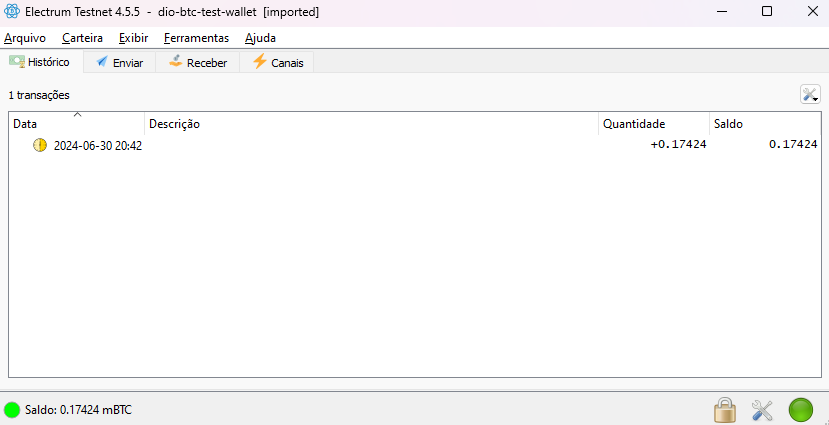 Electrum Testnet 4.5.5 - dio-btc-test-wallet [imported]
Arquivo Carteira Exibir Ferramentas Ajuda
Histórico Enviar Receber Canais
1 transações
Data Descrição Quantidade Saldo
2024-06-30 20:42 +0.17424 0.17424
Saldo: 0.17424 mBTC